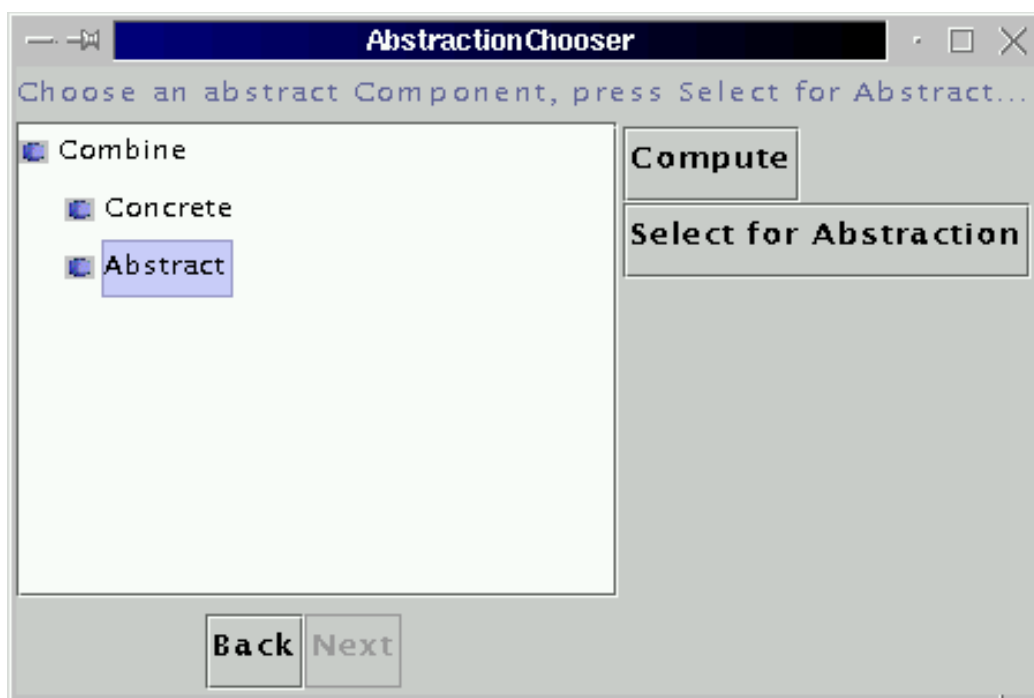 AbstractionChooser
Choose an abstract Component, press Select for Abstract...
Combine
Concrete
Abstract
Compute
Select for Abstraction
Back Next